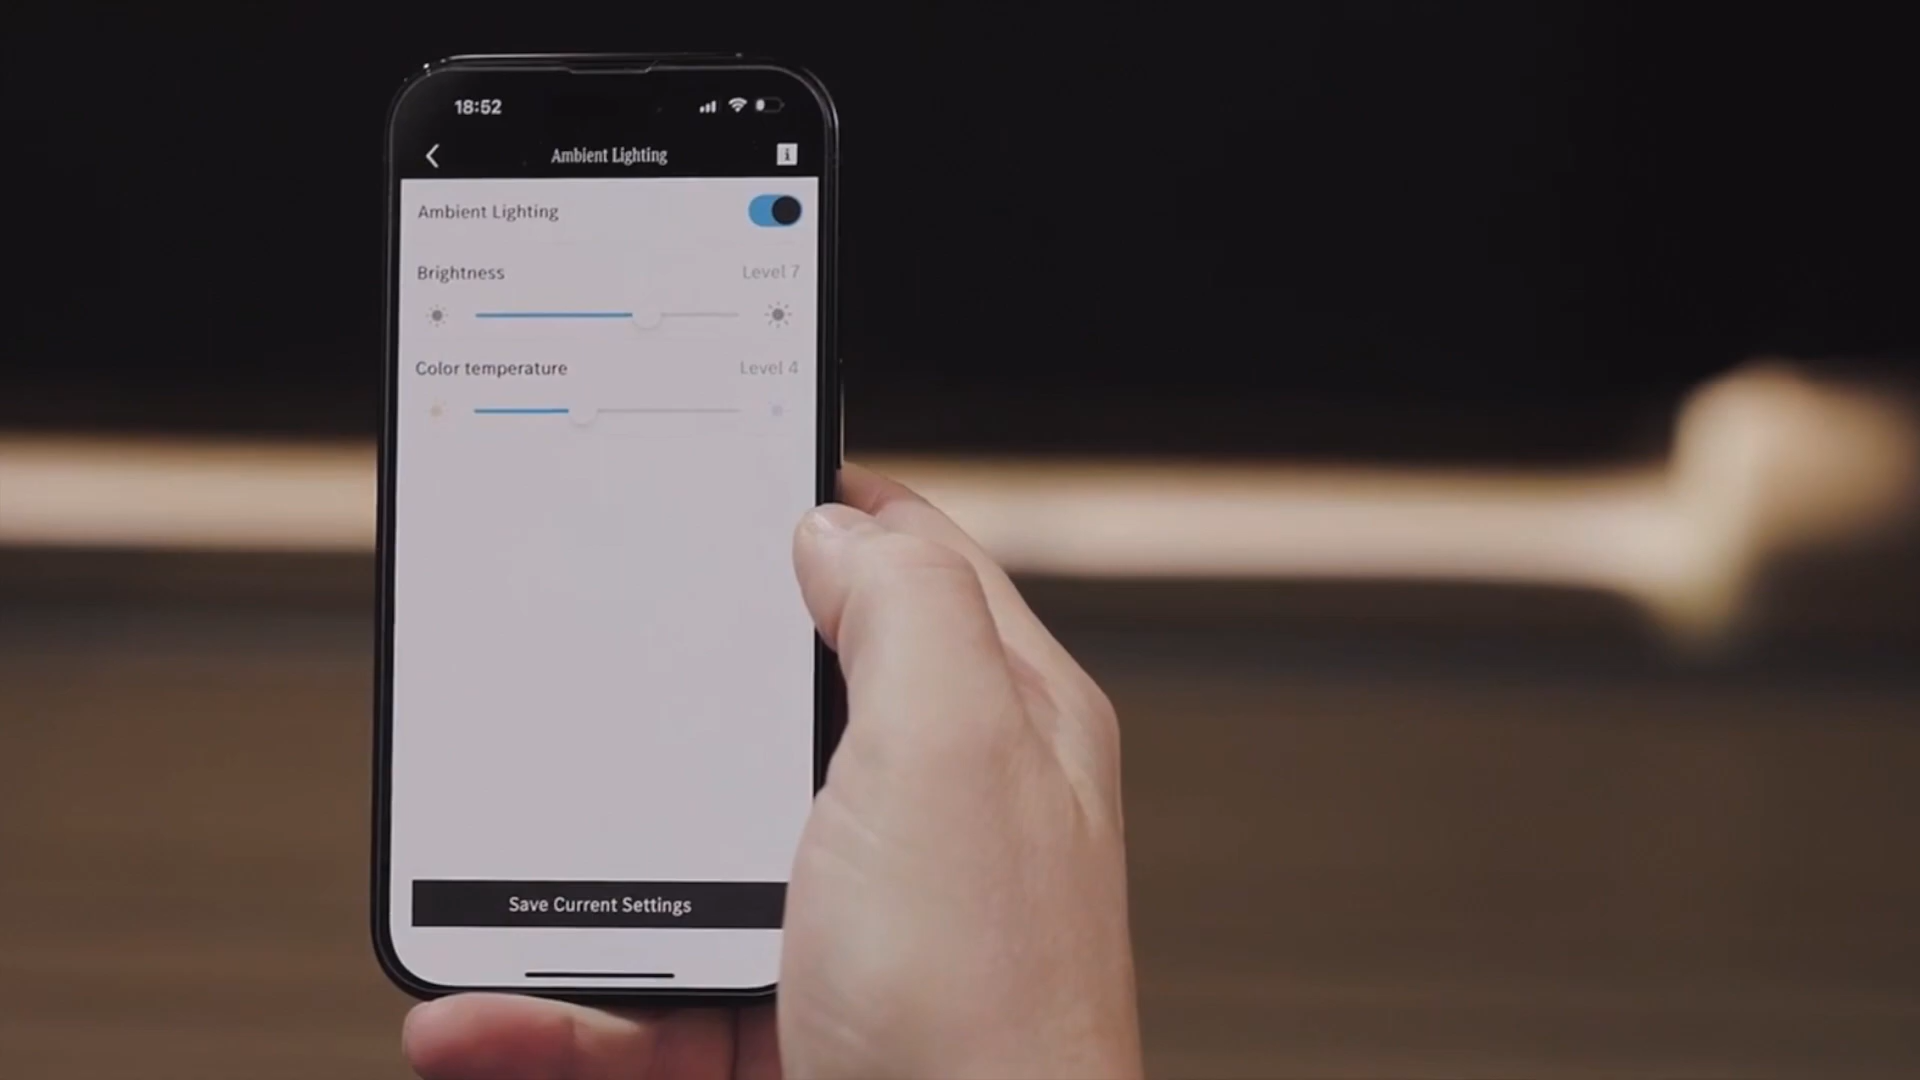 18:52
Ambient Lighting
Ambient Lighting
Brightness Level 7
Color temperature Level 4
Save Current Settings